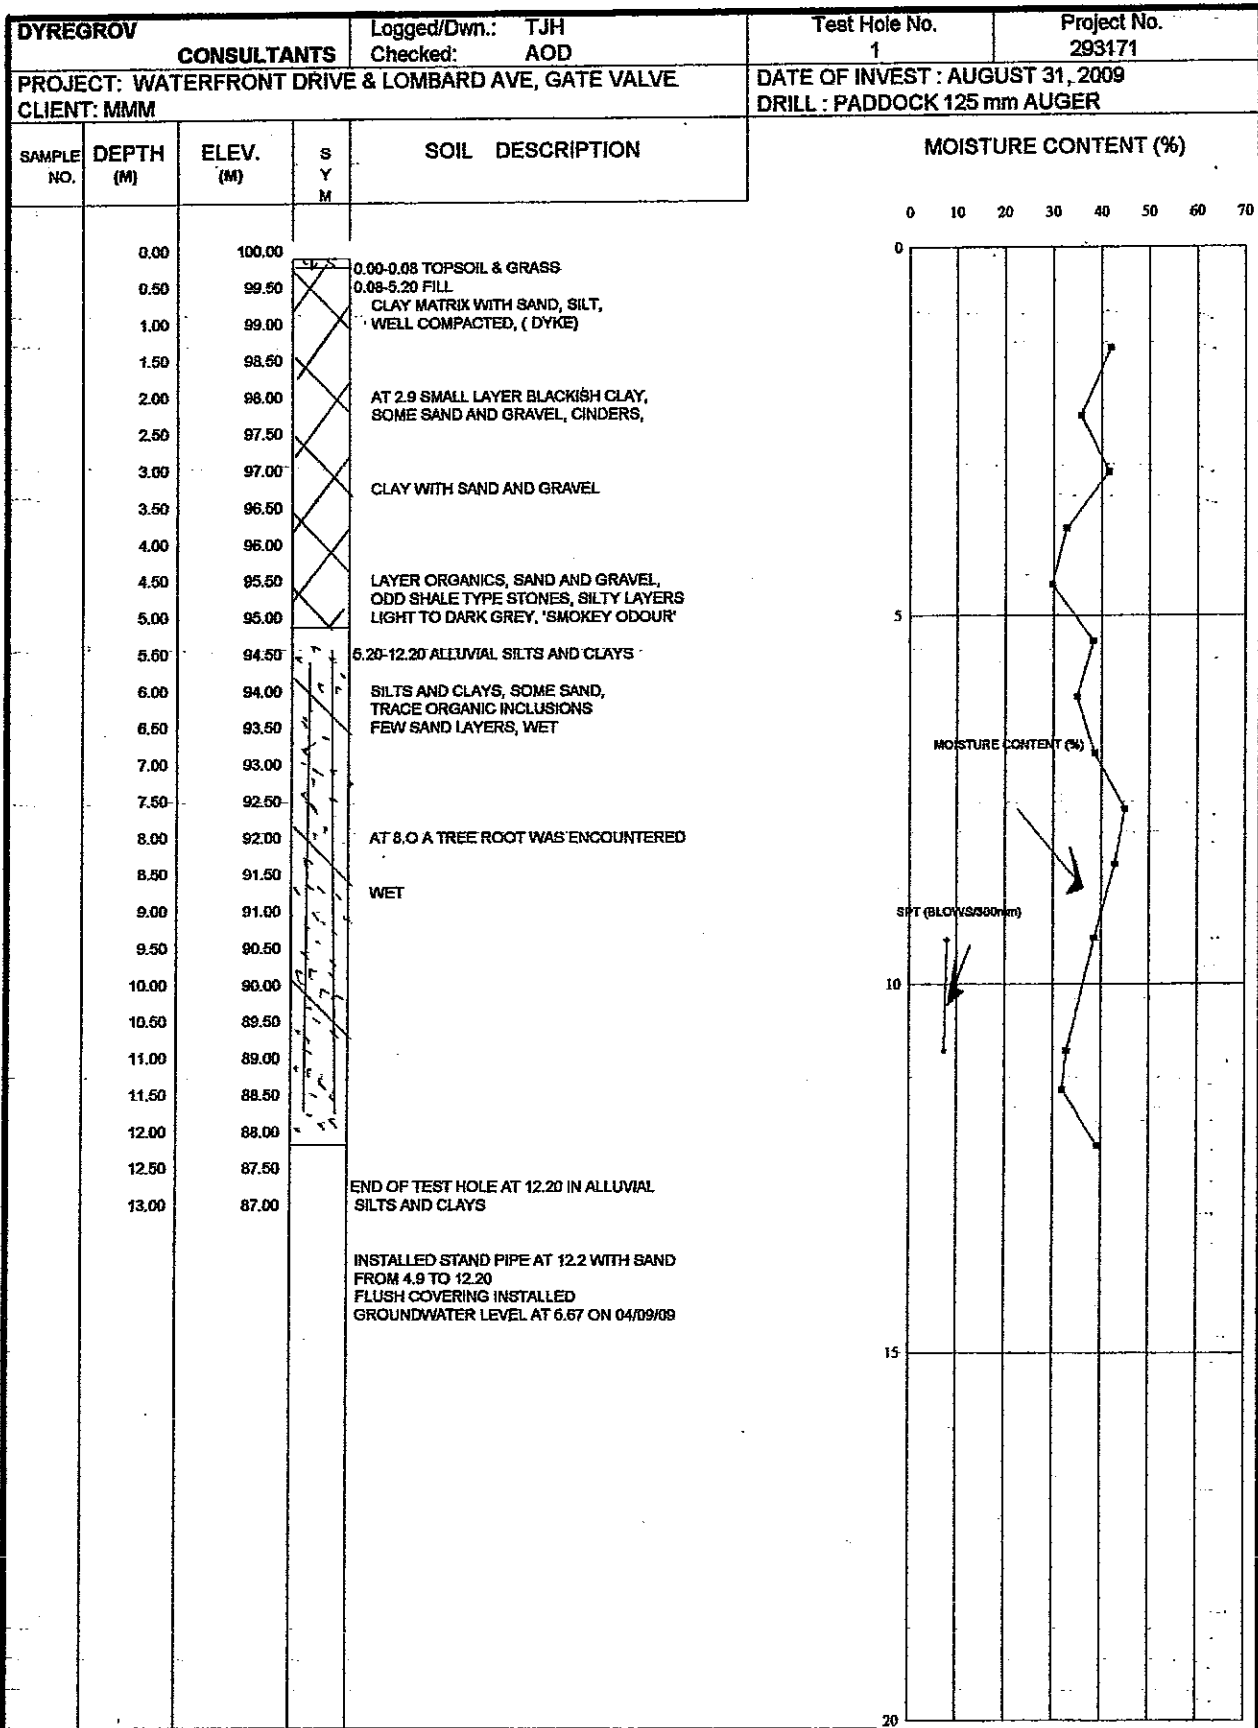 DYREGROV
CONSULTANTS
Logged/Dwn.: TJH
Checked: AOD
Test Hole No.
1
Project No.
293171
PROJECT: WATERFRONT DRIVE & LOMBARD AVE, GATE VALVE
CLIENT: MMM
DATE OF INVEST : AUGUST 31, 2009
DRILL : PADDOCK 125 mm AUGER
SAMPLE NO.
DEPTH (M)
ELEV. (M)
S Y M
SOIL DESCRIPTION
MOISTURE CONTENT (%)
0 10 20 30 40 50 60 70
0.00 100.00
0.50 99.50
1.00 99.00
1.50 98.50
2.00 98.00
2.50 97.50
3.00 97.00
3.50 96.50
4.00 96.00
4.50 95.50
5.00 95.00
5.50 94.50
6.00 94.00
6.50 93.50
7.00 93.00
7.50 92.50
8.00 92.00
8.50 91.50
9.00 91.00
9.50 90.50
10.00 90.00
10.50 89.50
11.00 89.00
11.50 88.50
12.00 88.00
12.50 87.50
13.00 87.00
0.00-0.08 TOPSOIL & GRASS
0.08-5.20 FILL
CLAY MATRIX WITH SAND, SILT,
WELL COMPACTED, ( DYKE)
AT 2.9 SMALL LAYER BLACKISH CLAY,
SOME SAND AND GRAVEL, CINDERS,
CLAY WITH SAND AND GRAVEL
LAYER ORGANICS, SAND AND GRAVEL,
ODD SHALE TYPE STONES, SILTY LAYERS
LIGHT TO DARK GREY, 'SMOKEY ODOUR'
5.20-12.20 ALLUVIAL SILTS AND CLAYS
SILTS AND CLAYS, SOME SAND,
TRACE ORGANIC INCLUSIONS
FEW SAND LAYERS, WET
AT 8.O A TREE ROOT WAS ENCOUNTERED
WET
END OF TEST HOLE AT 12.20 IN ALLUVIAL
SILTS AND CLAYS
INSTALLED STAND PIPE AT 12.2 WITH SAND
FROM 4.9 TO 12.20
FLUSH COVERING INSTALLED
GROUNDWATER LEVEL AT 6.67 ON 04/09/09
0
5
MOISTURE CONTENT (%)
SPT (BLOWS/300mm)
10
15
20